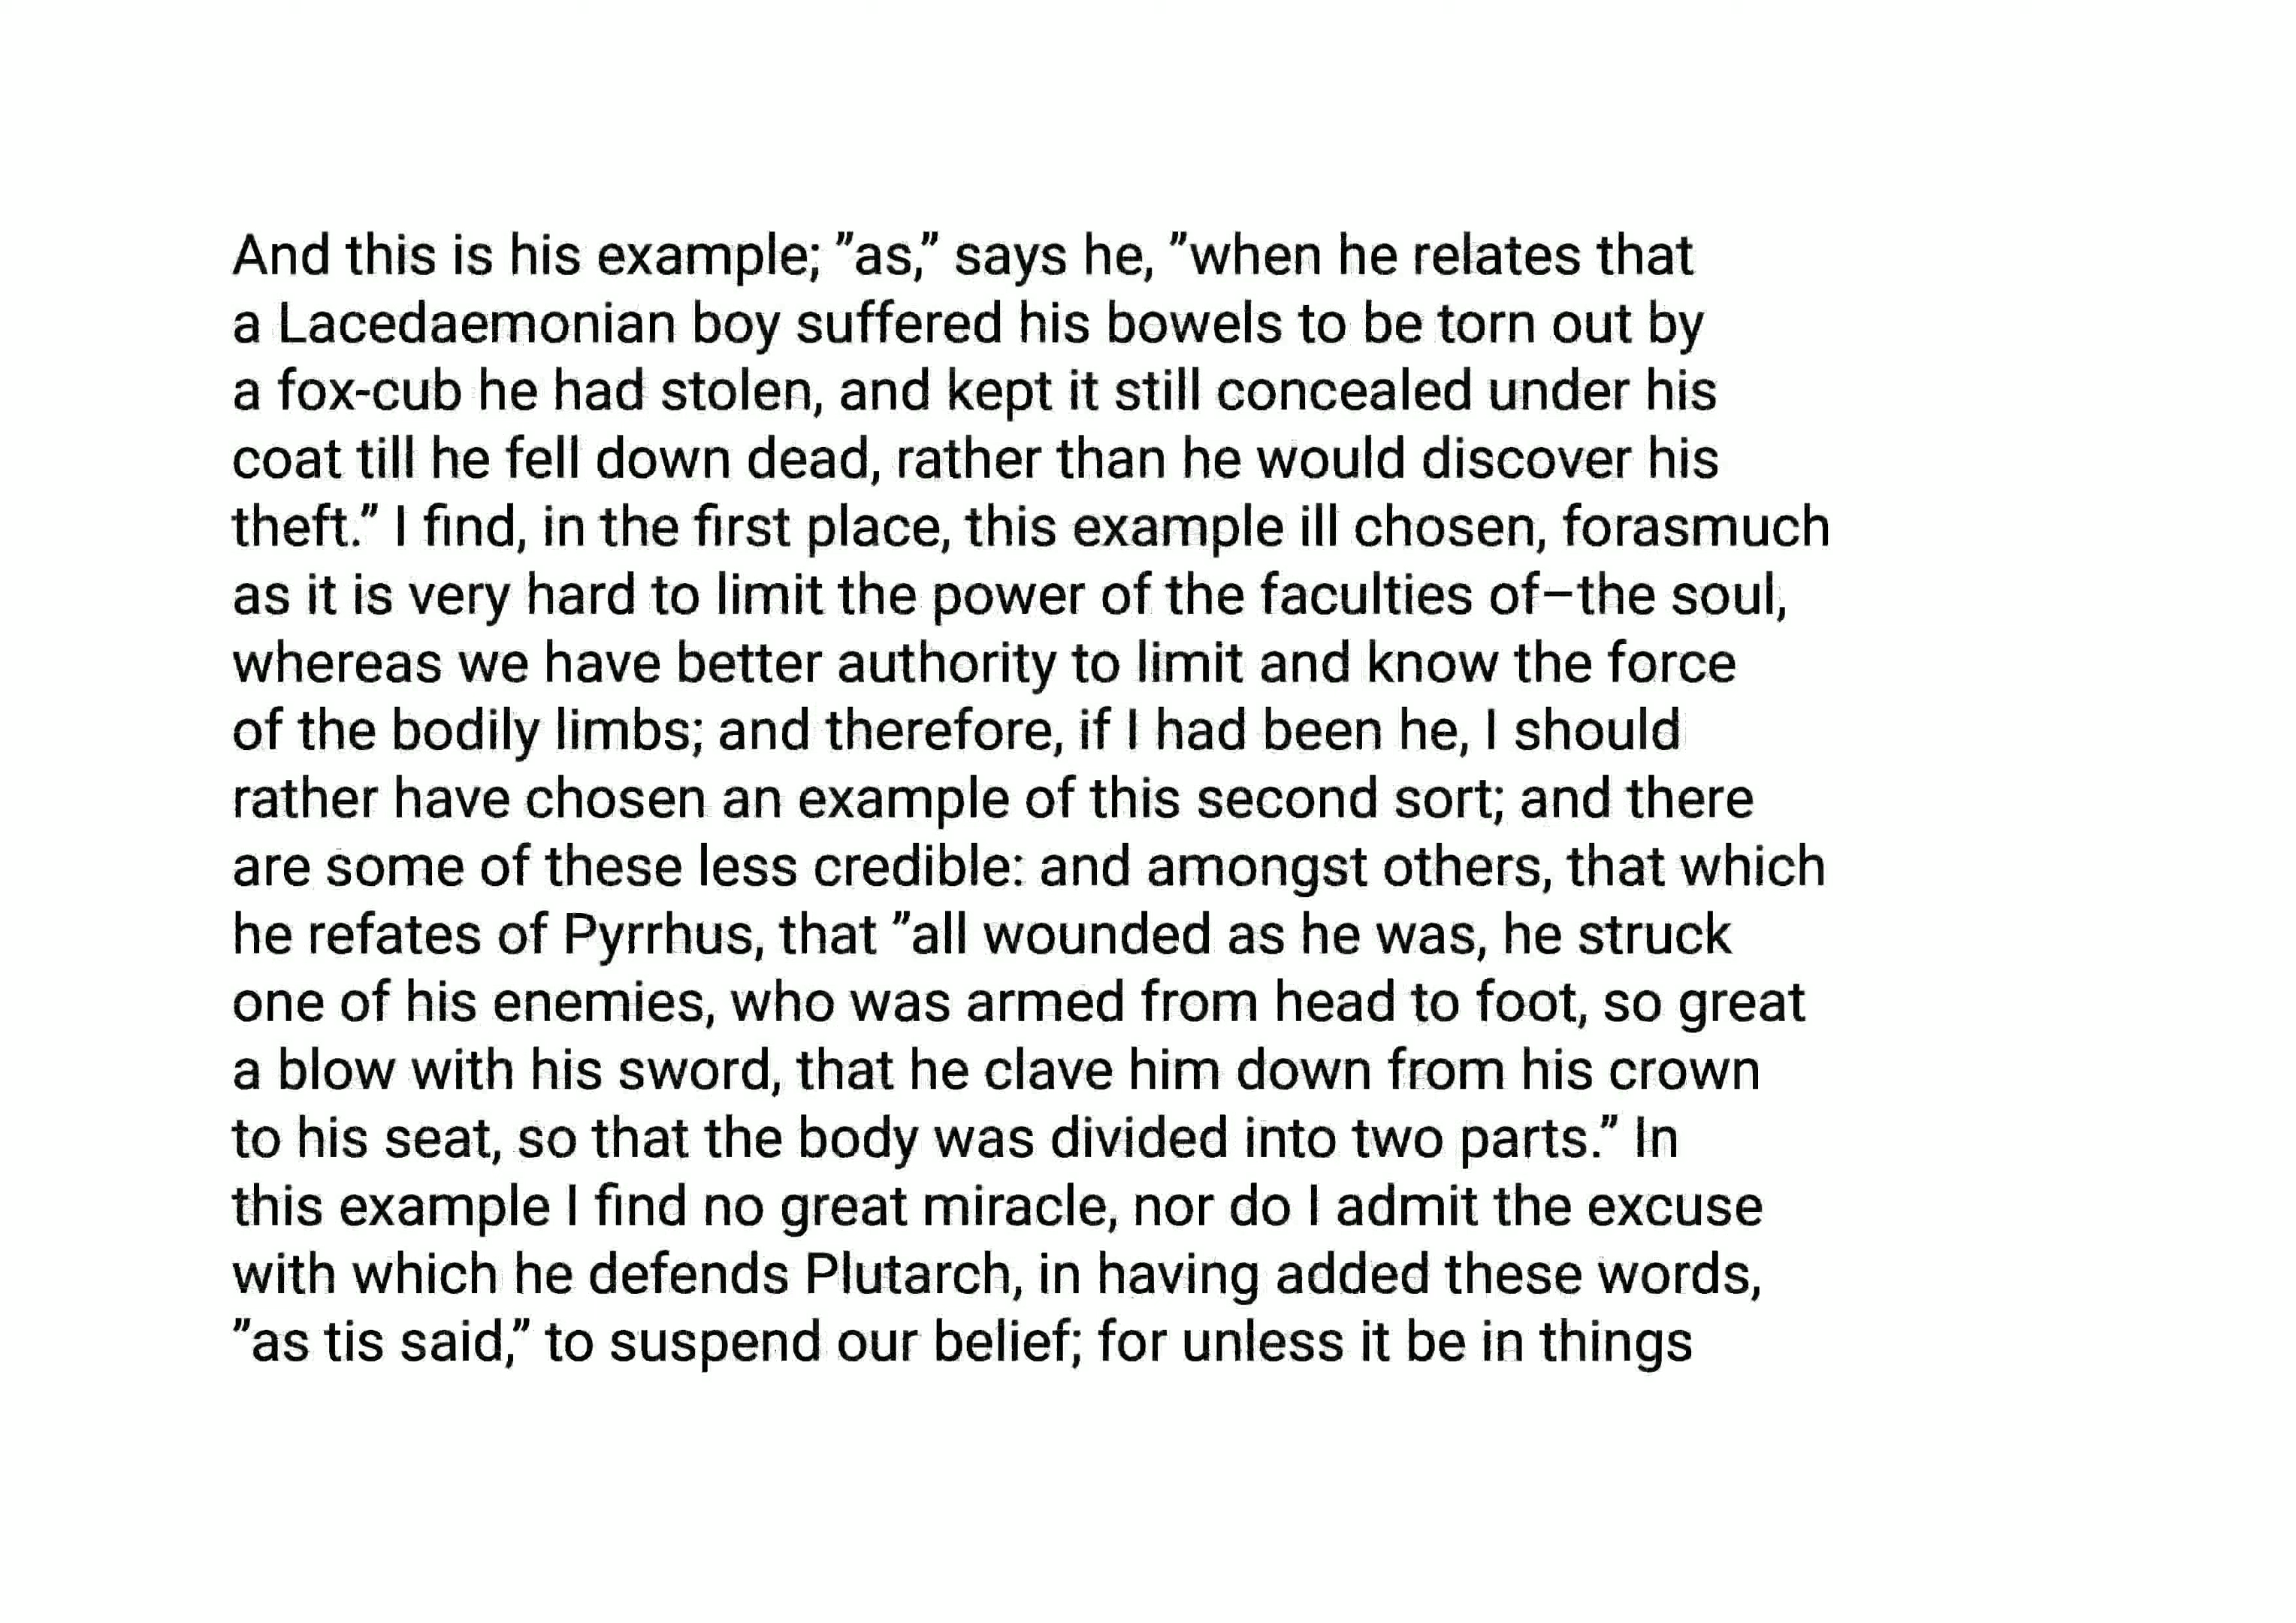 And this is his example; ”as,” says he, ”when he relates that
a Lacedaemonian boy suffered his bowels to be torn out by
a fox-cub he had stolen, and kept it still concealed under his
coat till he fell down dead, rather than he would discover his
theft.” I find, in the first place, this example ill chosen, forasmuch
as it is very hard to limit the power of the faculties of–the soul,
whereas we have better authority to limit and know the force
of the bodily limbs; and therefore, if I had been he, I should
rather have chosen an example of this second sort; and there
are some of these less credible: and amongst others, that which
he refates of Pyrrhus, that ”all wounded as he was, he struck
one of his enemies, who was armed from head to foot, so great
a blow with his sword, that he clave him down from his crown
to his seat, so that the body was divided into two parts.” In
this example I find no great miracle, nor do I admit the excuse
with which he defends Plutarch, in having added these words,
”as tis said,” to suspend our belief; for unless it be in things